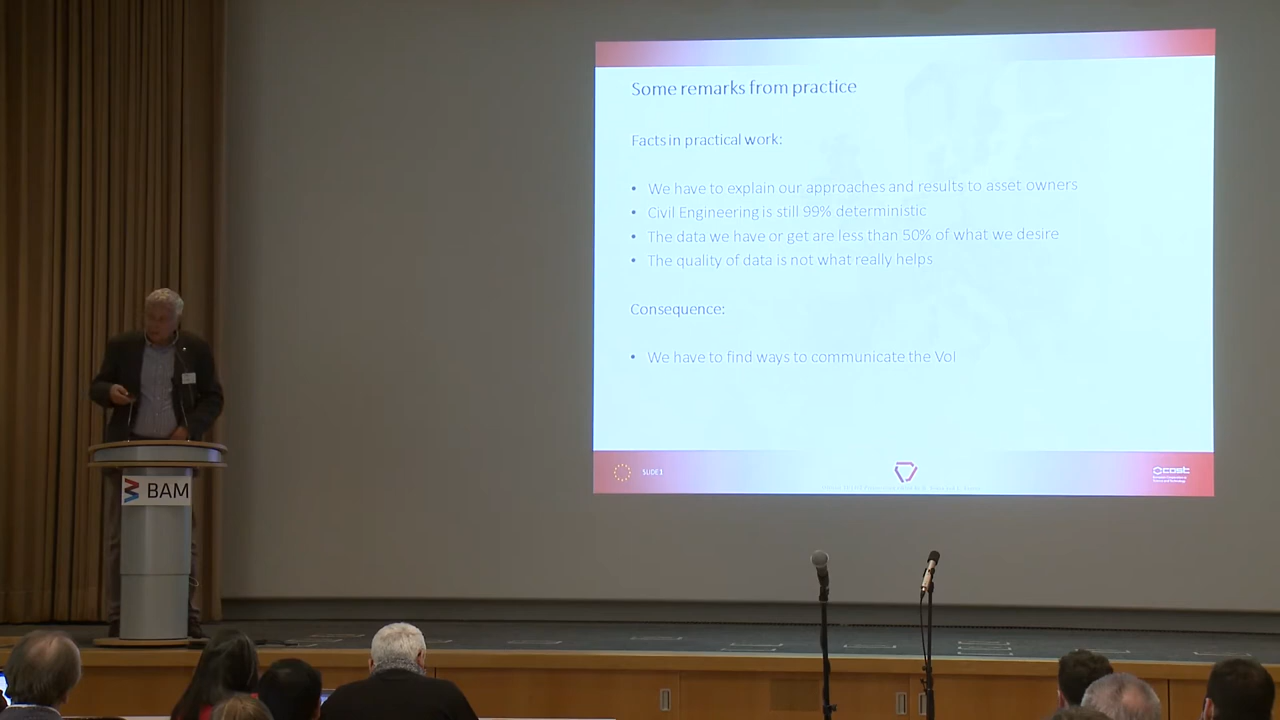 Some remarks from practice
Facts in practical work:
• We have to explain our approaches and results to asset owners
• Civil Engineering is still 99% deterministic
• The data we have or get are less than 50% of what we desire
• The quality of data is not what really helps
Consequence:
• We have to find ways to communicate the VoI
SLIDE 1
cost
BAM